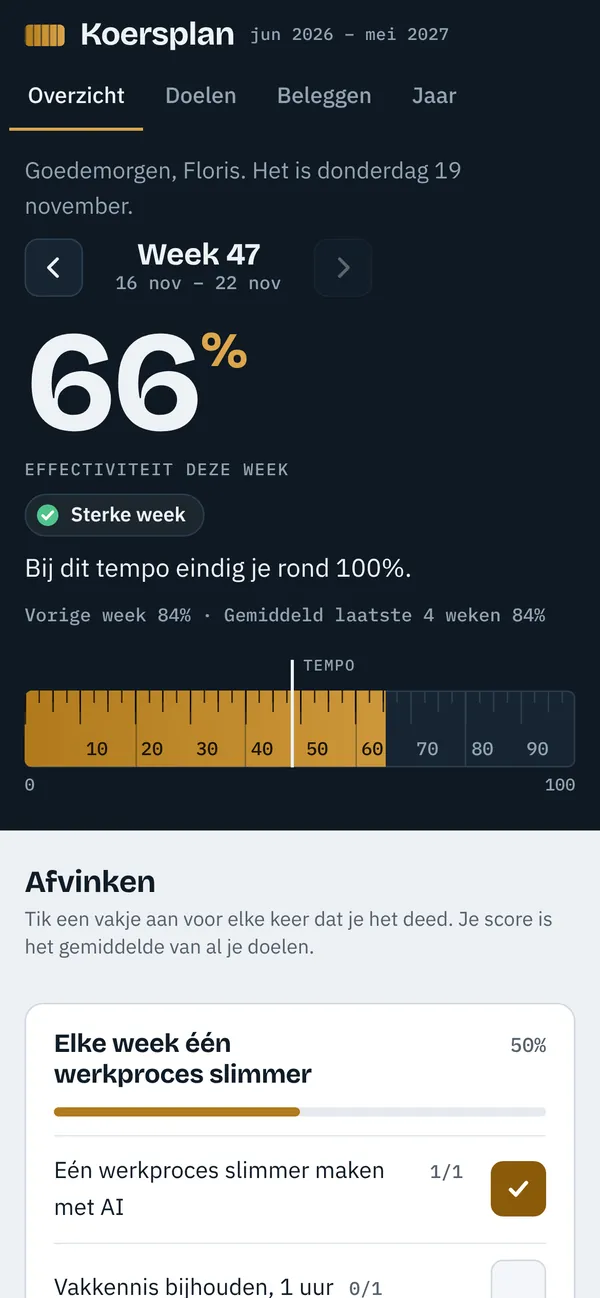 Koersplan jun 2026 – mei 2027
Overzicht Doelen Beleggen Jaar
Goedemorgen, Floris. Het is donderdag 19
november.
Week 47
16 nov – 22 nov
66%
EFFECTIVITEIT DEZE WEEK
Sterke week
Bij dit tempo eindig je rond 100%.
Vorige week 84% · Gemiddeld laatste 4 weken 84%
TEMPO
10 20 30 40 50 60 70 80 90
0 100
Afvinken
Tik een vakje aan voor elke keer dat je het deed. Je score is
het gemiddelde van al je doelen.
Elke week één
werkproces slimmer
50%
Eén werkproces slimmer maken
met AI
1/1
Vakkennis bijhouden, 1 uur 0/1